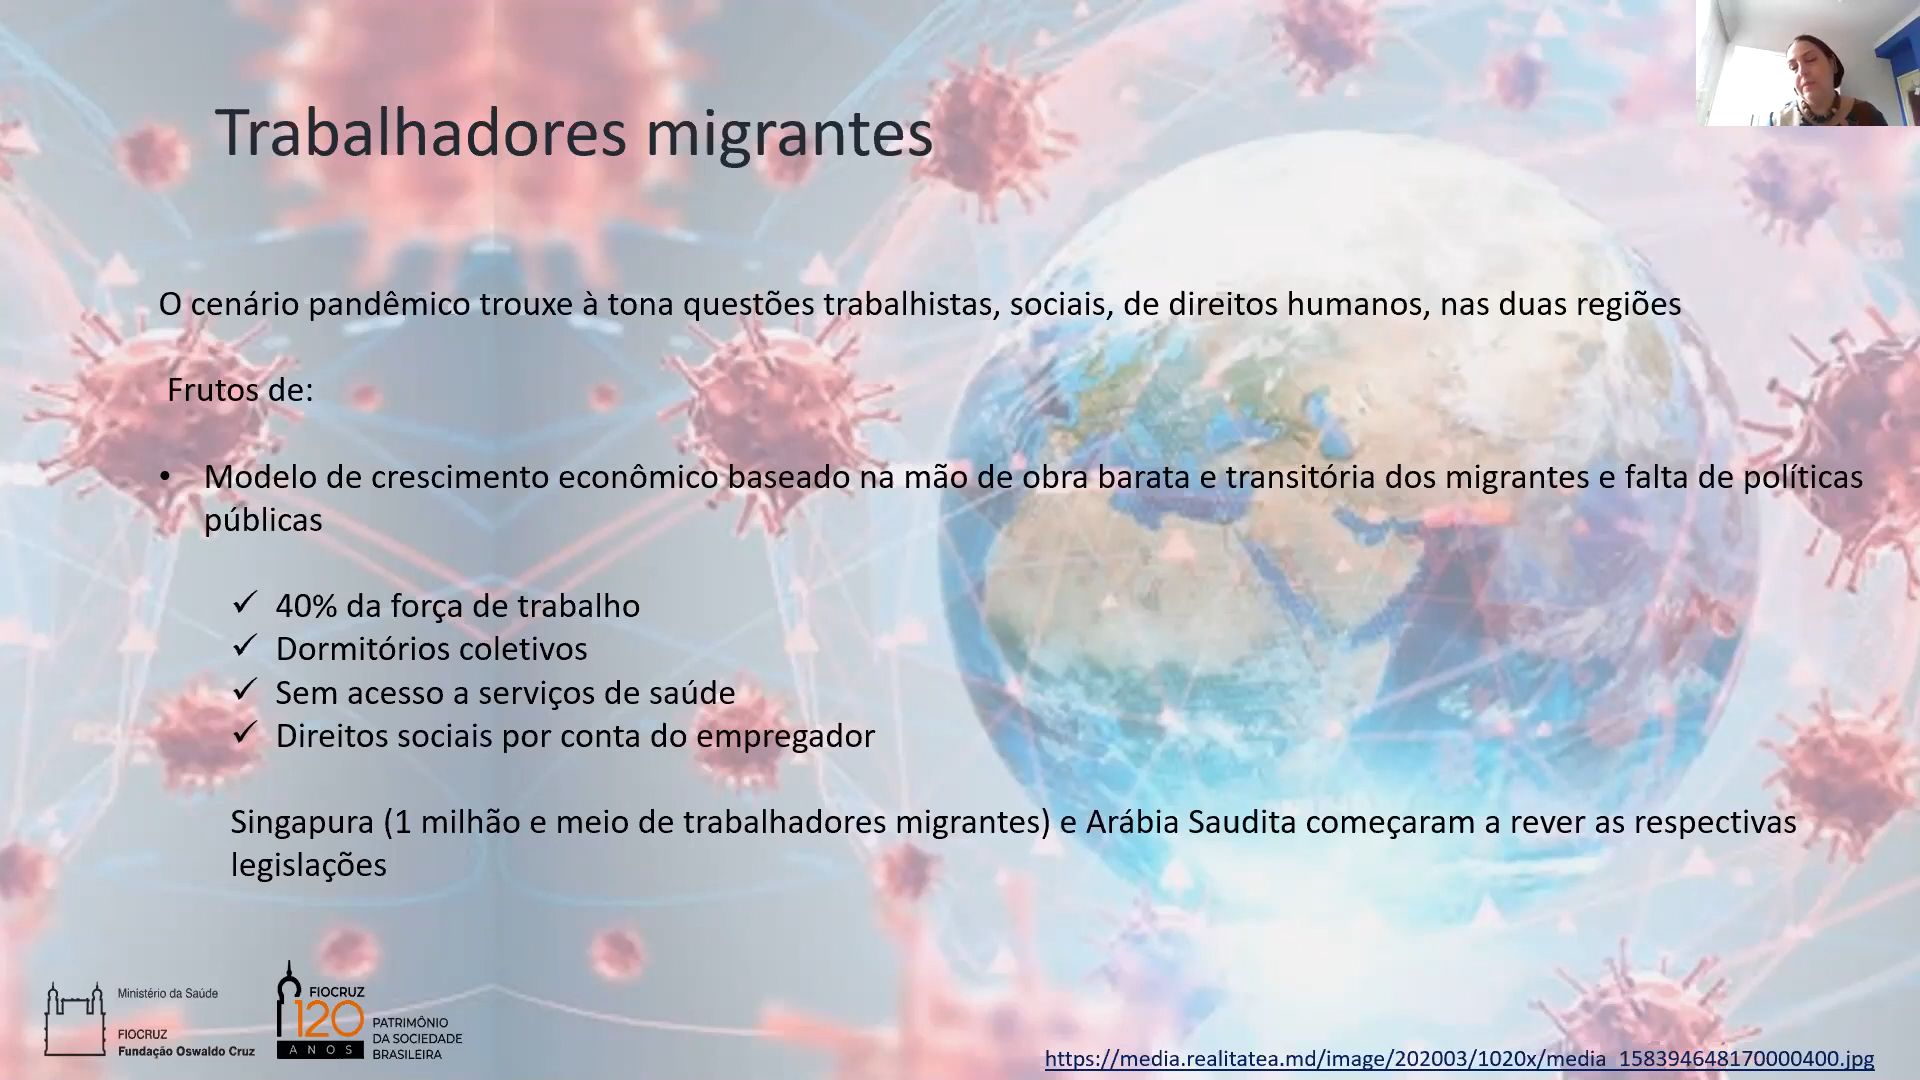 Trabalhadores migrantes
O cenário pandêmico trouxe à tona questões trabalhistas, sociais, de direitos humanos, nas duas regiões
Frutos de:
• Modelo de crescimento econômico baseado na mão de obra barata e transitória dos migrantes e falta de políticas
públicas
✓ 40% da força de trabalho
✓ Dormitórios coletivos
✓ Sem acesso a serviços de saúde
✓ Direitos sociais por conta do empregador
Singapura (1 milhão e meio de trabalhadores migrantes) e Arábia Saudita começaram a rever as respectivas
legislações
Ministério da Saúde
FIOCRUZ
Fundação Oswaldo Cruz
FIOCRUZ
120
ANOS
PATRIMÔNIO
DA SOCIEDADE
BRASILEIRA
https://media.realitatea.md/image/202003/1020x/media_158394648170000400.jpg